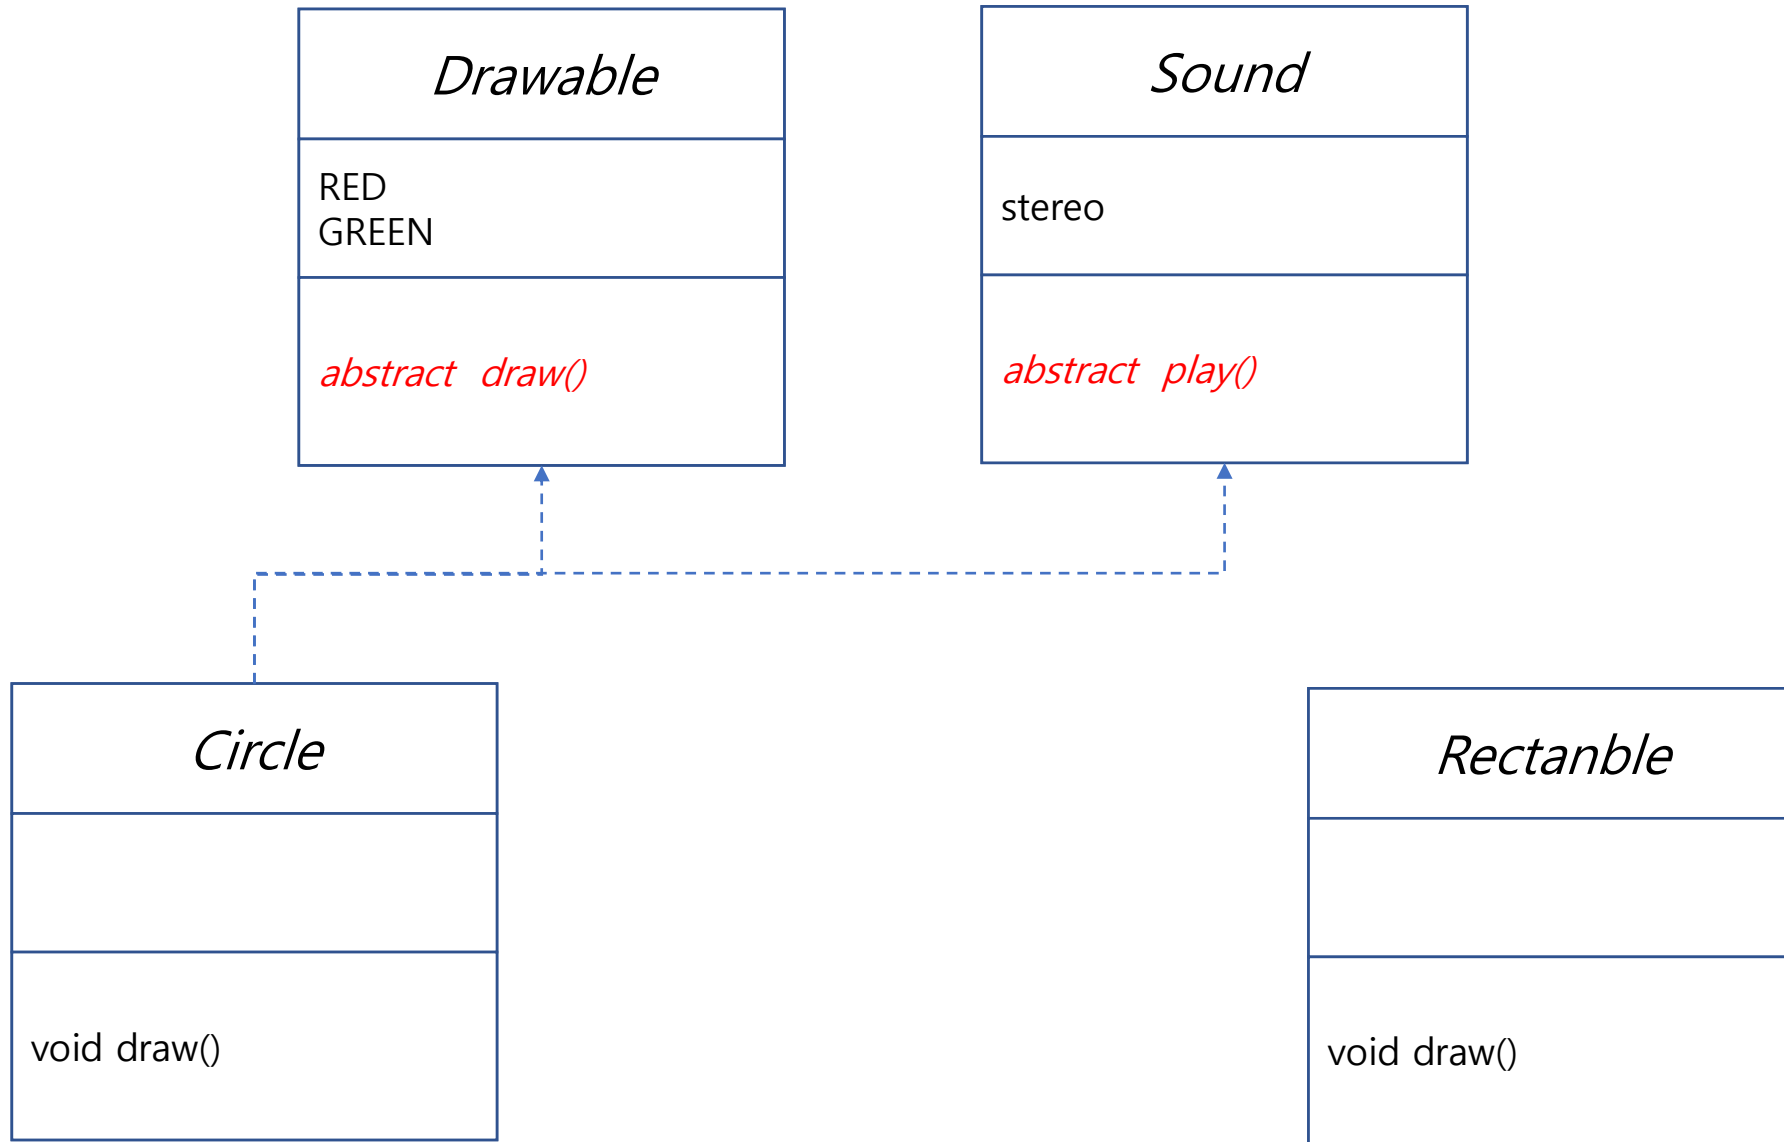 Drawable
RED
GREEN
abstract draw()
Sound
stereo
abstract play()
Circle
void draw()
Rectanble
void draw()